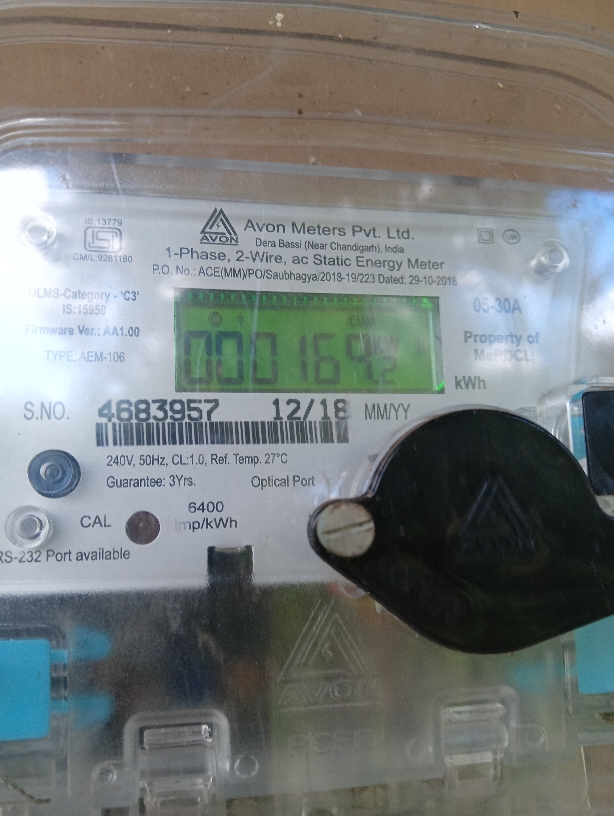 IS:13779
CM/L:9281180
AVON
Avon Meters Pvt. Ltd.
Dera Bassi (Near Chandigarh), India
1-Phase, 2-Wire, ac Static Energy Meter
P.O. No.: ACE(MM)/PO/Saubhagya/2018-19/223 Dated: 29-10-2018
DLMS-Category - 'C3'
IS:15959
Firmware Ver.: AA1.00
TYPE: AEM-106
05-30A
Property of
MePDCL
kWh
S.NO. 4683957 12/18 MM/YY
240V, 50Hz, CL:1.0, Ref. Temp. 27°C
Guarantee: 3Yrs. Optical Port
CAL
6400
imp/kWh
RS-232 Port available
AVON